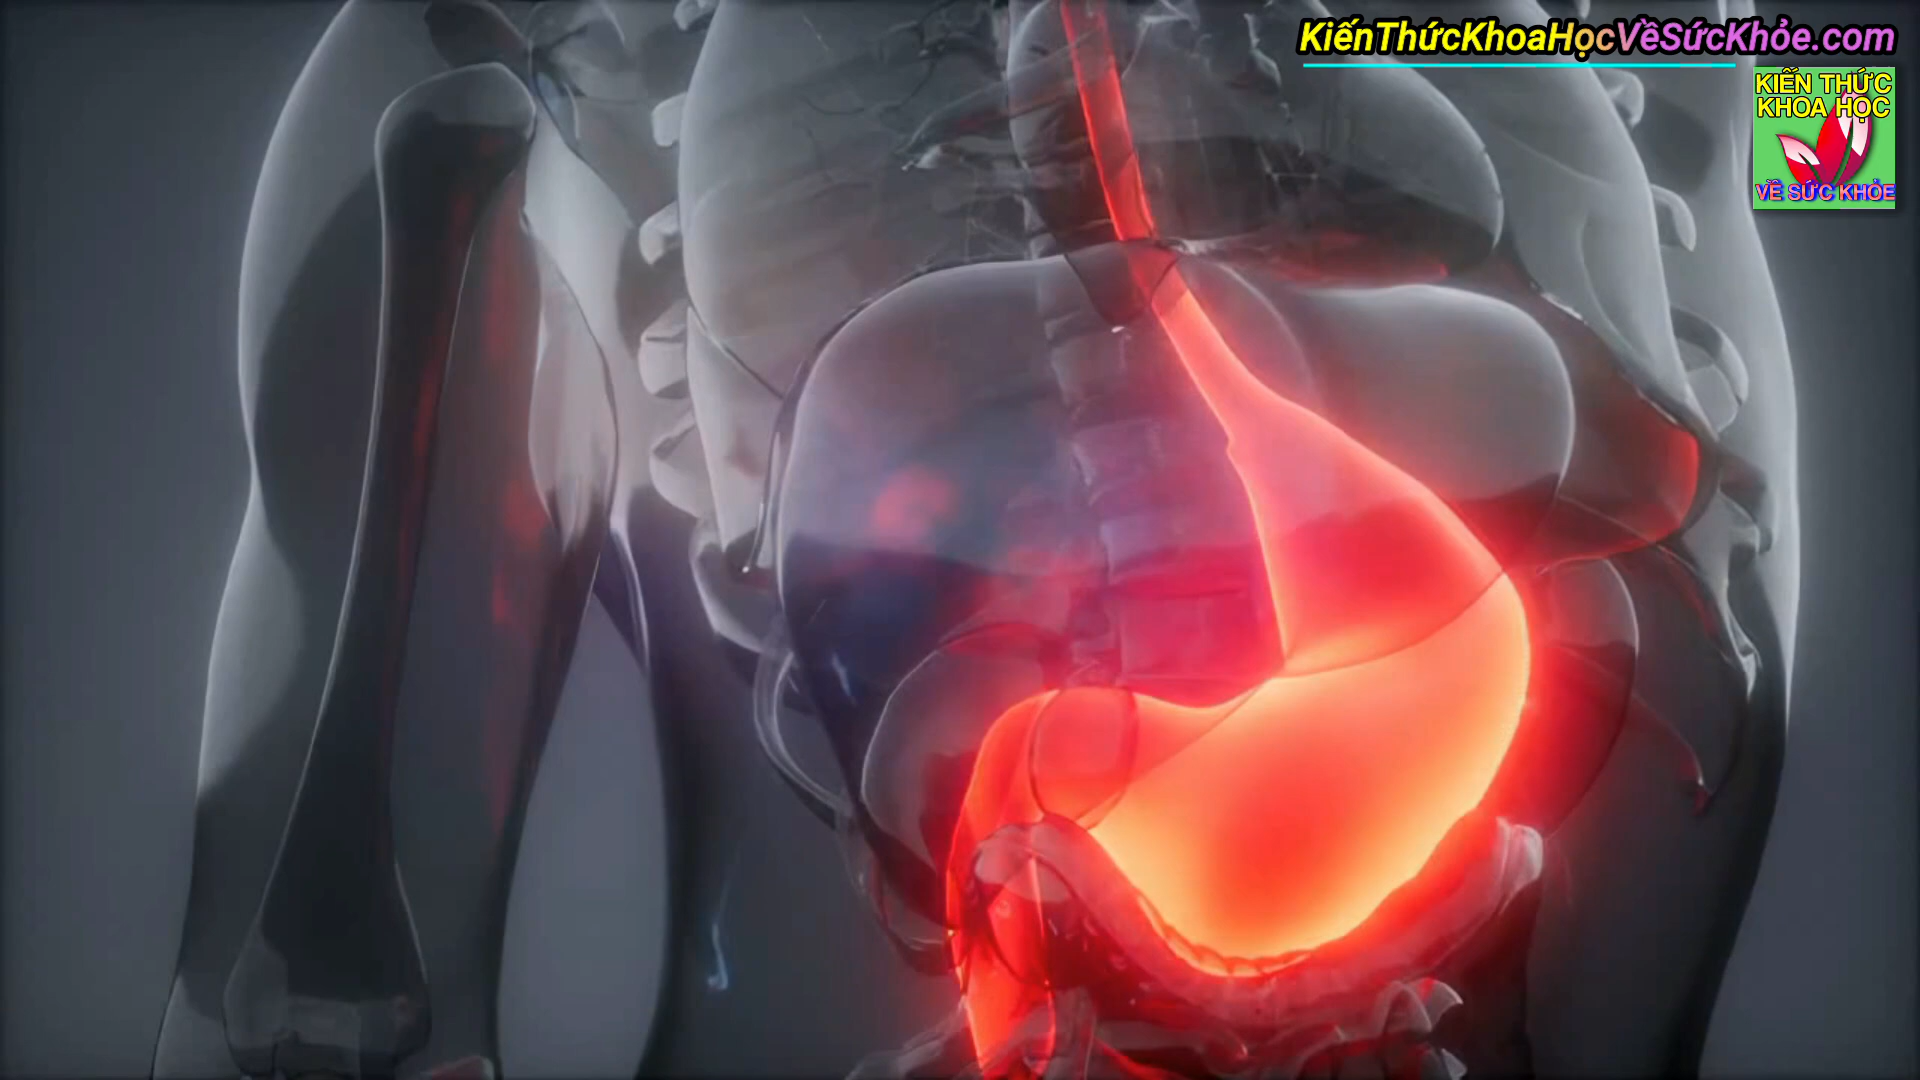 KiếnThứcKhoaHọcVềSứcKhỏe.com
KIẾN THỨC
KHOA HỌC
VỀ SỨC KHỎE